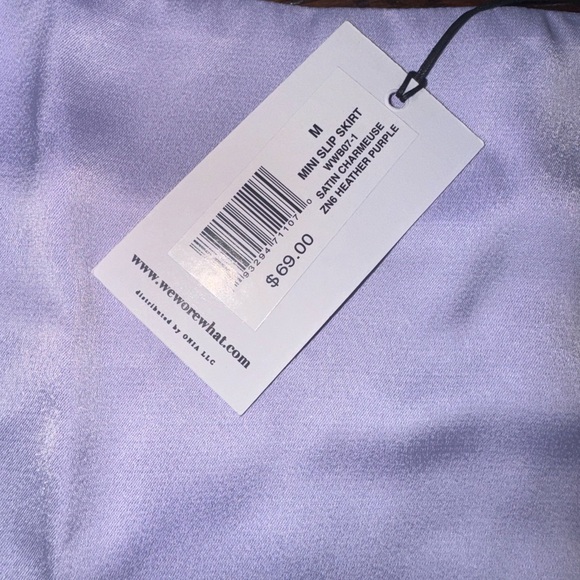 M
MINI SLIP SKIRT
WWB07-1
SATIN CHARMEUSE
ZN6 HEATHER PURPLE
$69.00
www.weworewhat.com
distributed by ONIA LLC